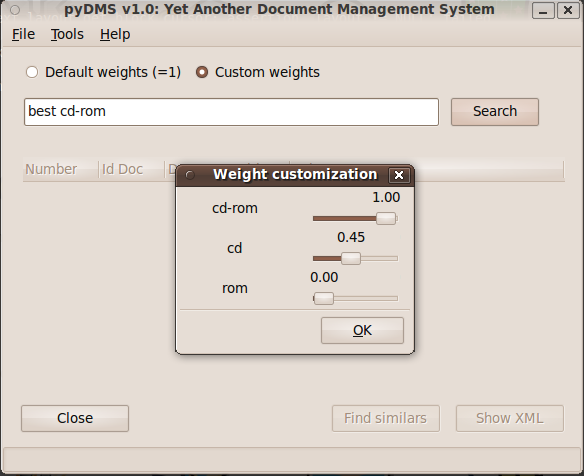 pyDMS v1.0: Yet Another Document Management System
File Tools Help
Default weights (=1) Custom weights
best cd-rom Search
Number Id Doc
Weight customization
1.00
cd-rom
0.45
cd
0.00
rom
OK
Close Find similars Show XML